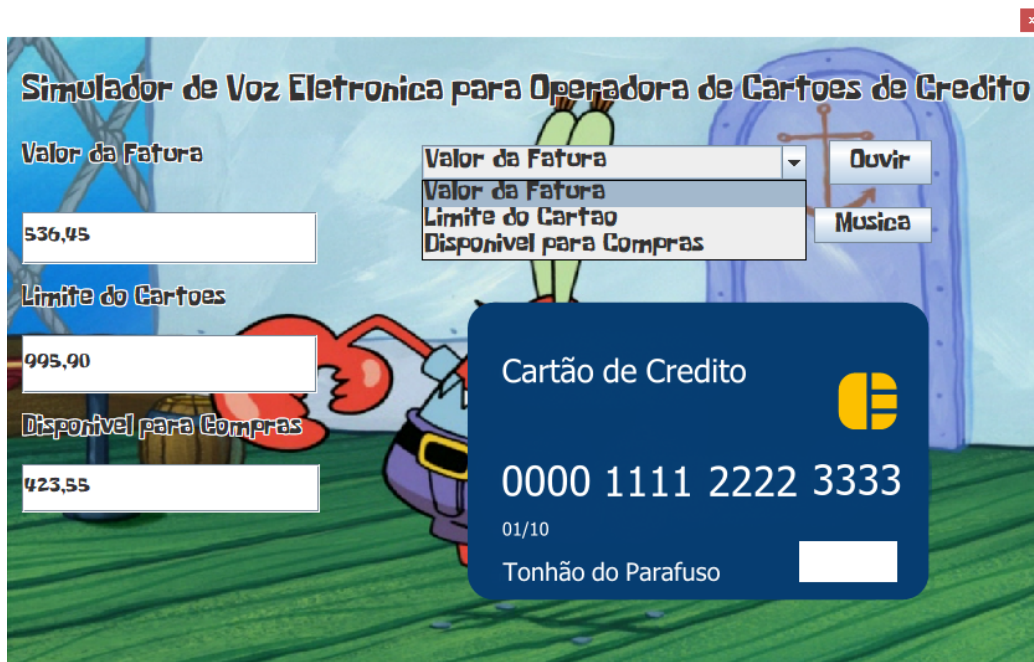 Simulador de Voz Eletronica para Operadora de Cartoes de Credito
Valor da Fatura
536,45
Limite do Cartoes
995,90
Disponivel para Compras
423,55
Valor da Fatura
Valor da Fatura
Limite do Cartao
Disponivel para Compras
Ouvir
Musica
Cartão de Credito
0000 1111 2222 3333
01/10
Tonhão do Parafuso